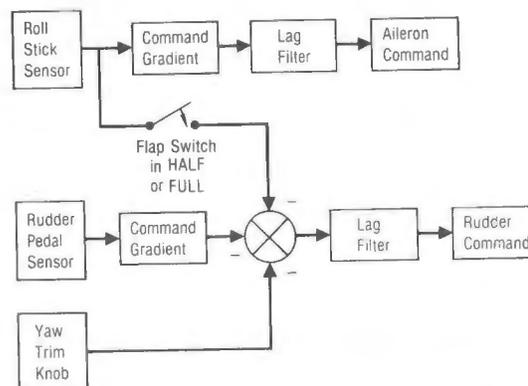 Roll
Stick
Sensor
Command
Gradient
Lag
Filter
Aileron
Command
Flap Switch
in HALF
or FULL
Rudder
Pedal
Sensor
Command
Gradient
Lag
Filter
Rudder
Command
Yaw
Trim
Knob